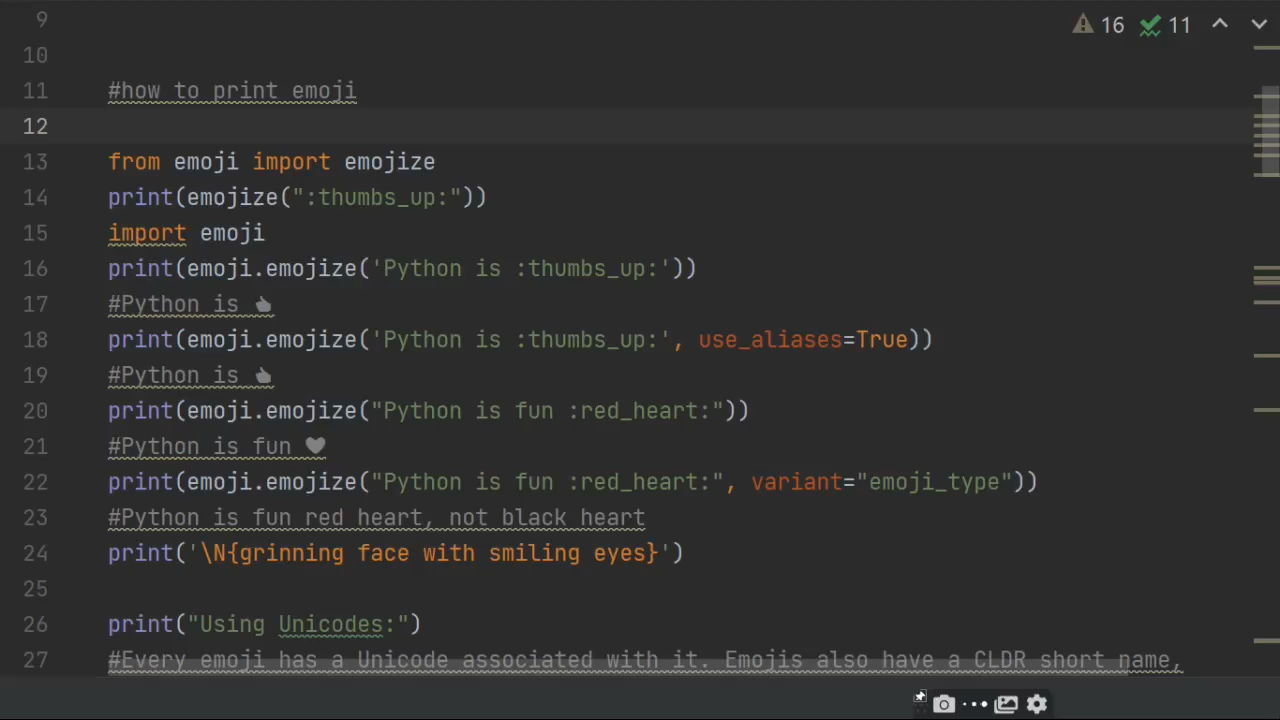 9
16 11
10
11 #how to print emoji
12
13 from emoji import emojize
14 print(emojize(":thumbs_up:"))
15 import emoji
16 print(emoji.emojize('Python is :thumbs_up:'))
17 #Python is 👍
18 print(emoji.emojize('Python is :thumbs_up:', use_aliases=True))
19 #Python is 👍
20 print(emoji.emojize("Python is fun :red_heart:"))
21 #Python is fun ❤
22 print(emoji.emojize("Python is fun :red_heart:", variant="emoji_type"))
23 #Python is fun red heart, not black heart
24 print('\N{grinning face with smiling eyes}')
25
26 print("Using Unicodes:")
27 #Every emoji has a Unicode associated with it. Emojis also have a CLDR short name,